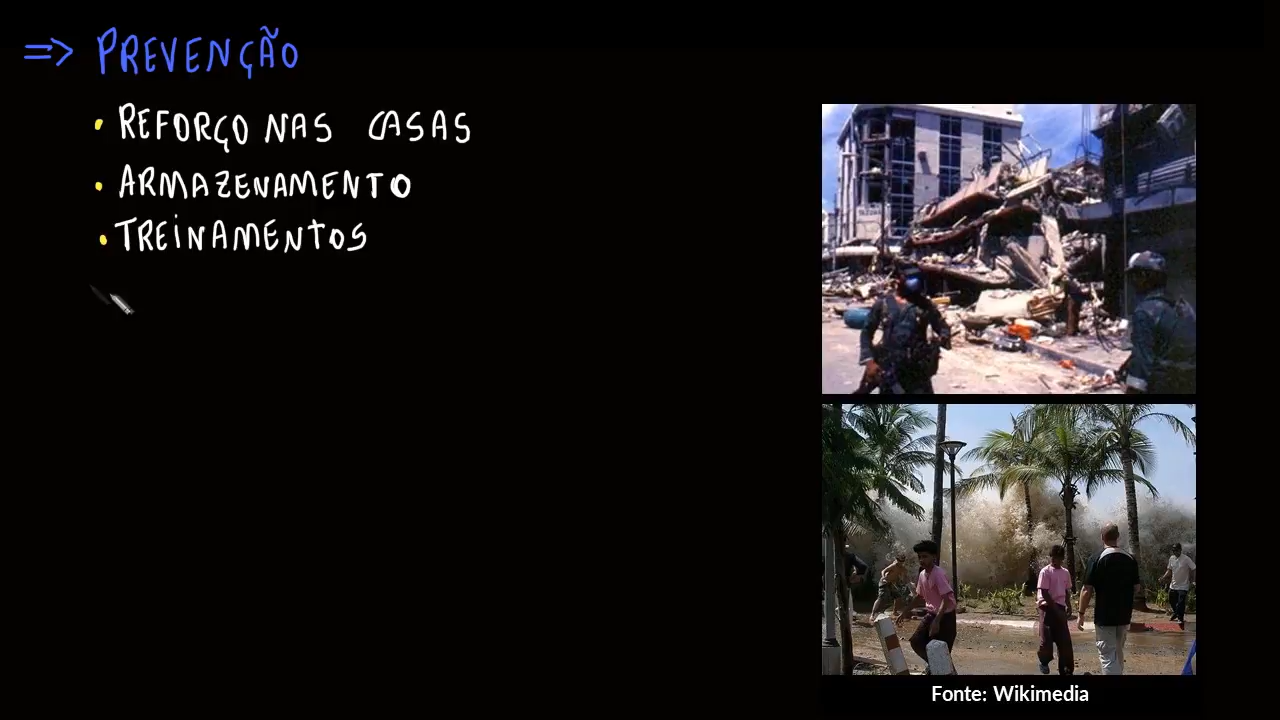 => PREVENÇÃO
• REFORÇO NAS CASAS
• ARMAZENAMENTO
• TREINAMENTOS
Fonte: Wikimedia